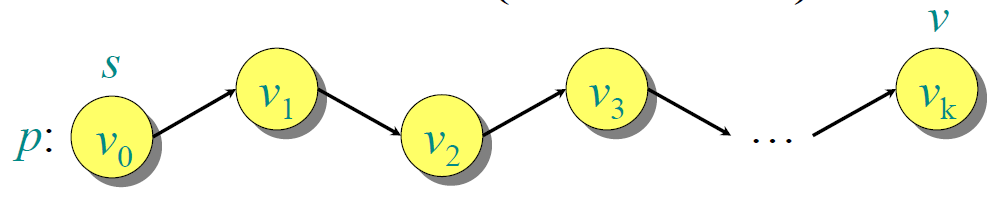 s
v
p: v₀ v₁ v₂ v₃ … vₖ